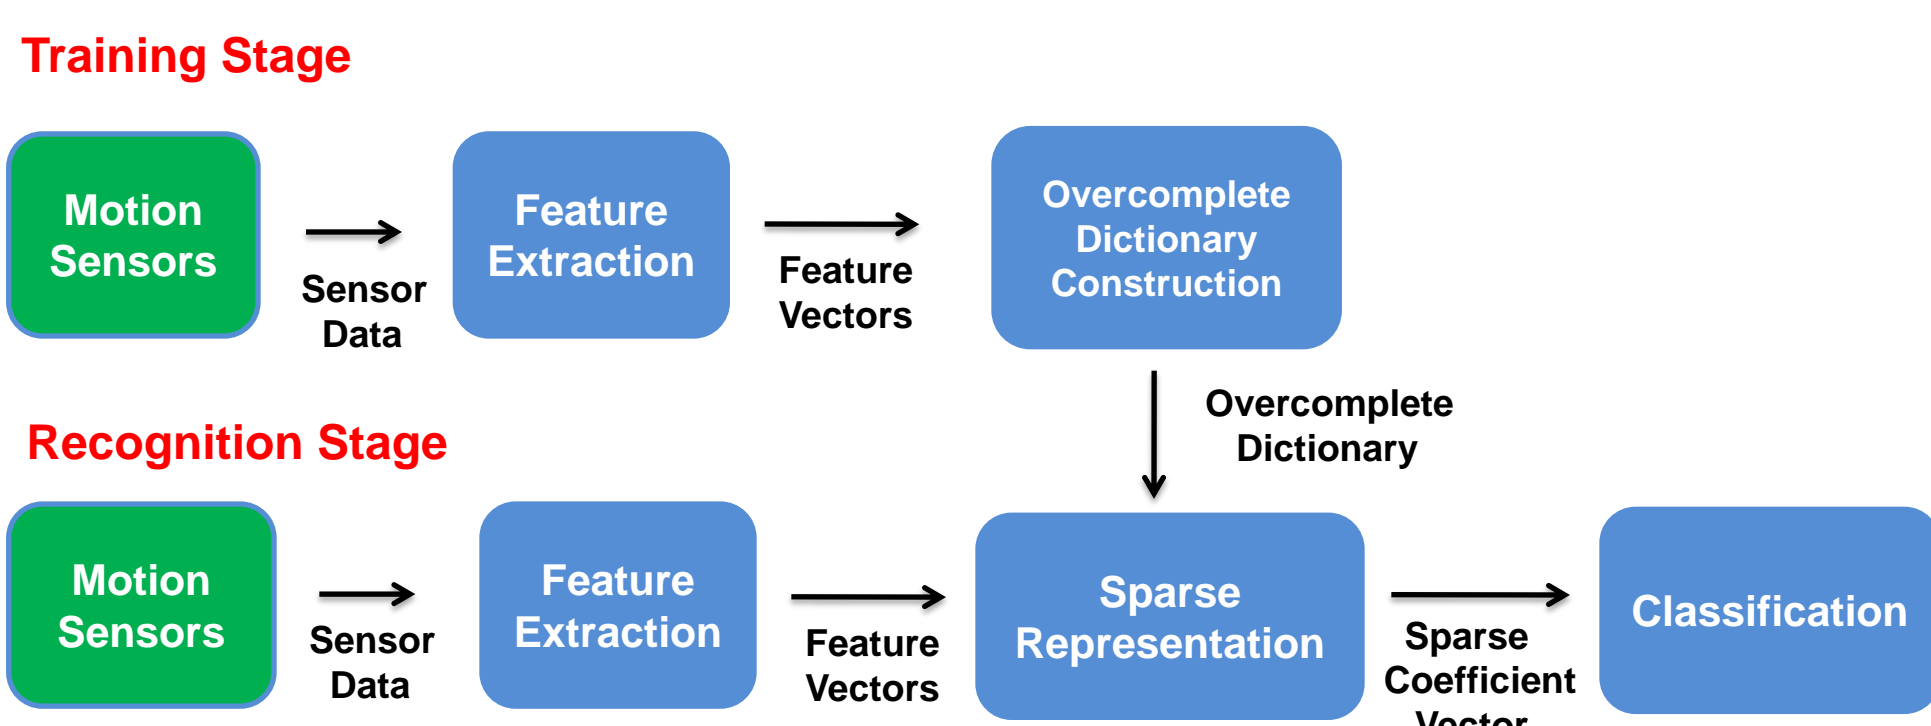 Training Stage
Motion
Sensors
Sensor
Data
Feature
Extraction
Feature
Vectors
Overcomplete
Dictionary
Construction
Overcomplete
Dictionary
Recognition Stage
Motion
Sensors
Sensor
Data
Feature
Extraction
Feature
Vectors
Sparse
Representation
Sparse
Coefficient
Vector
Classification